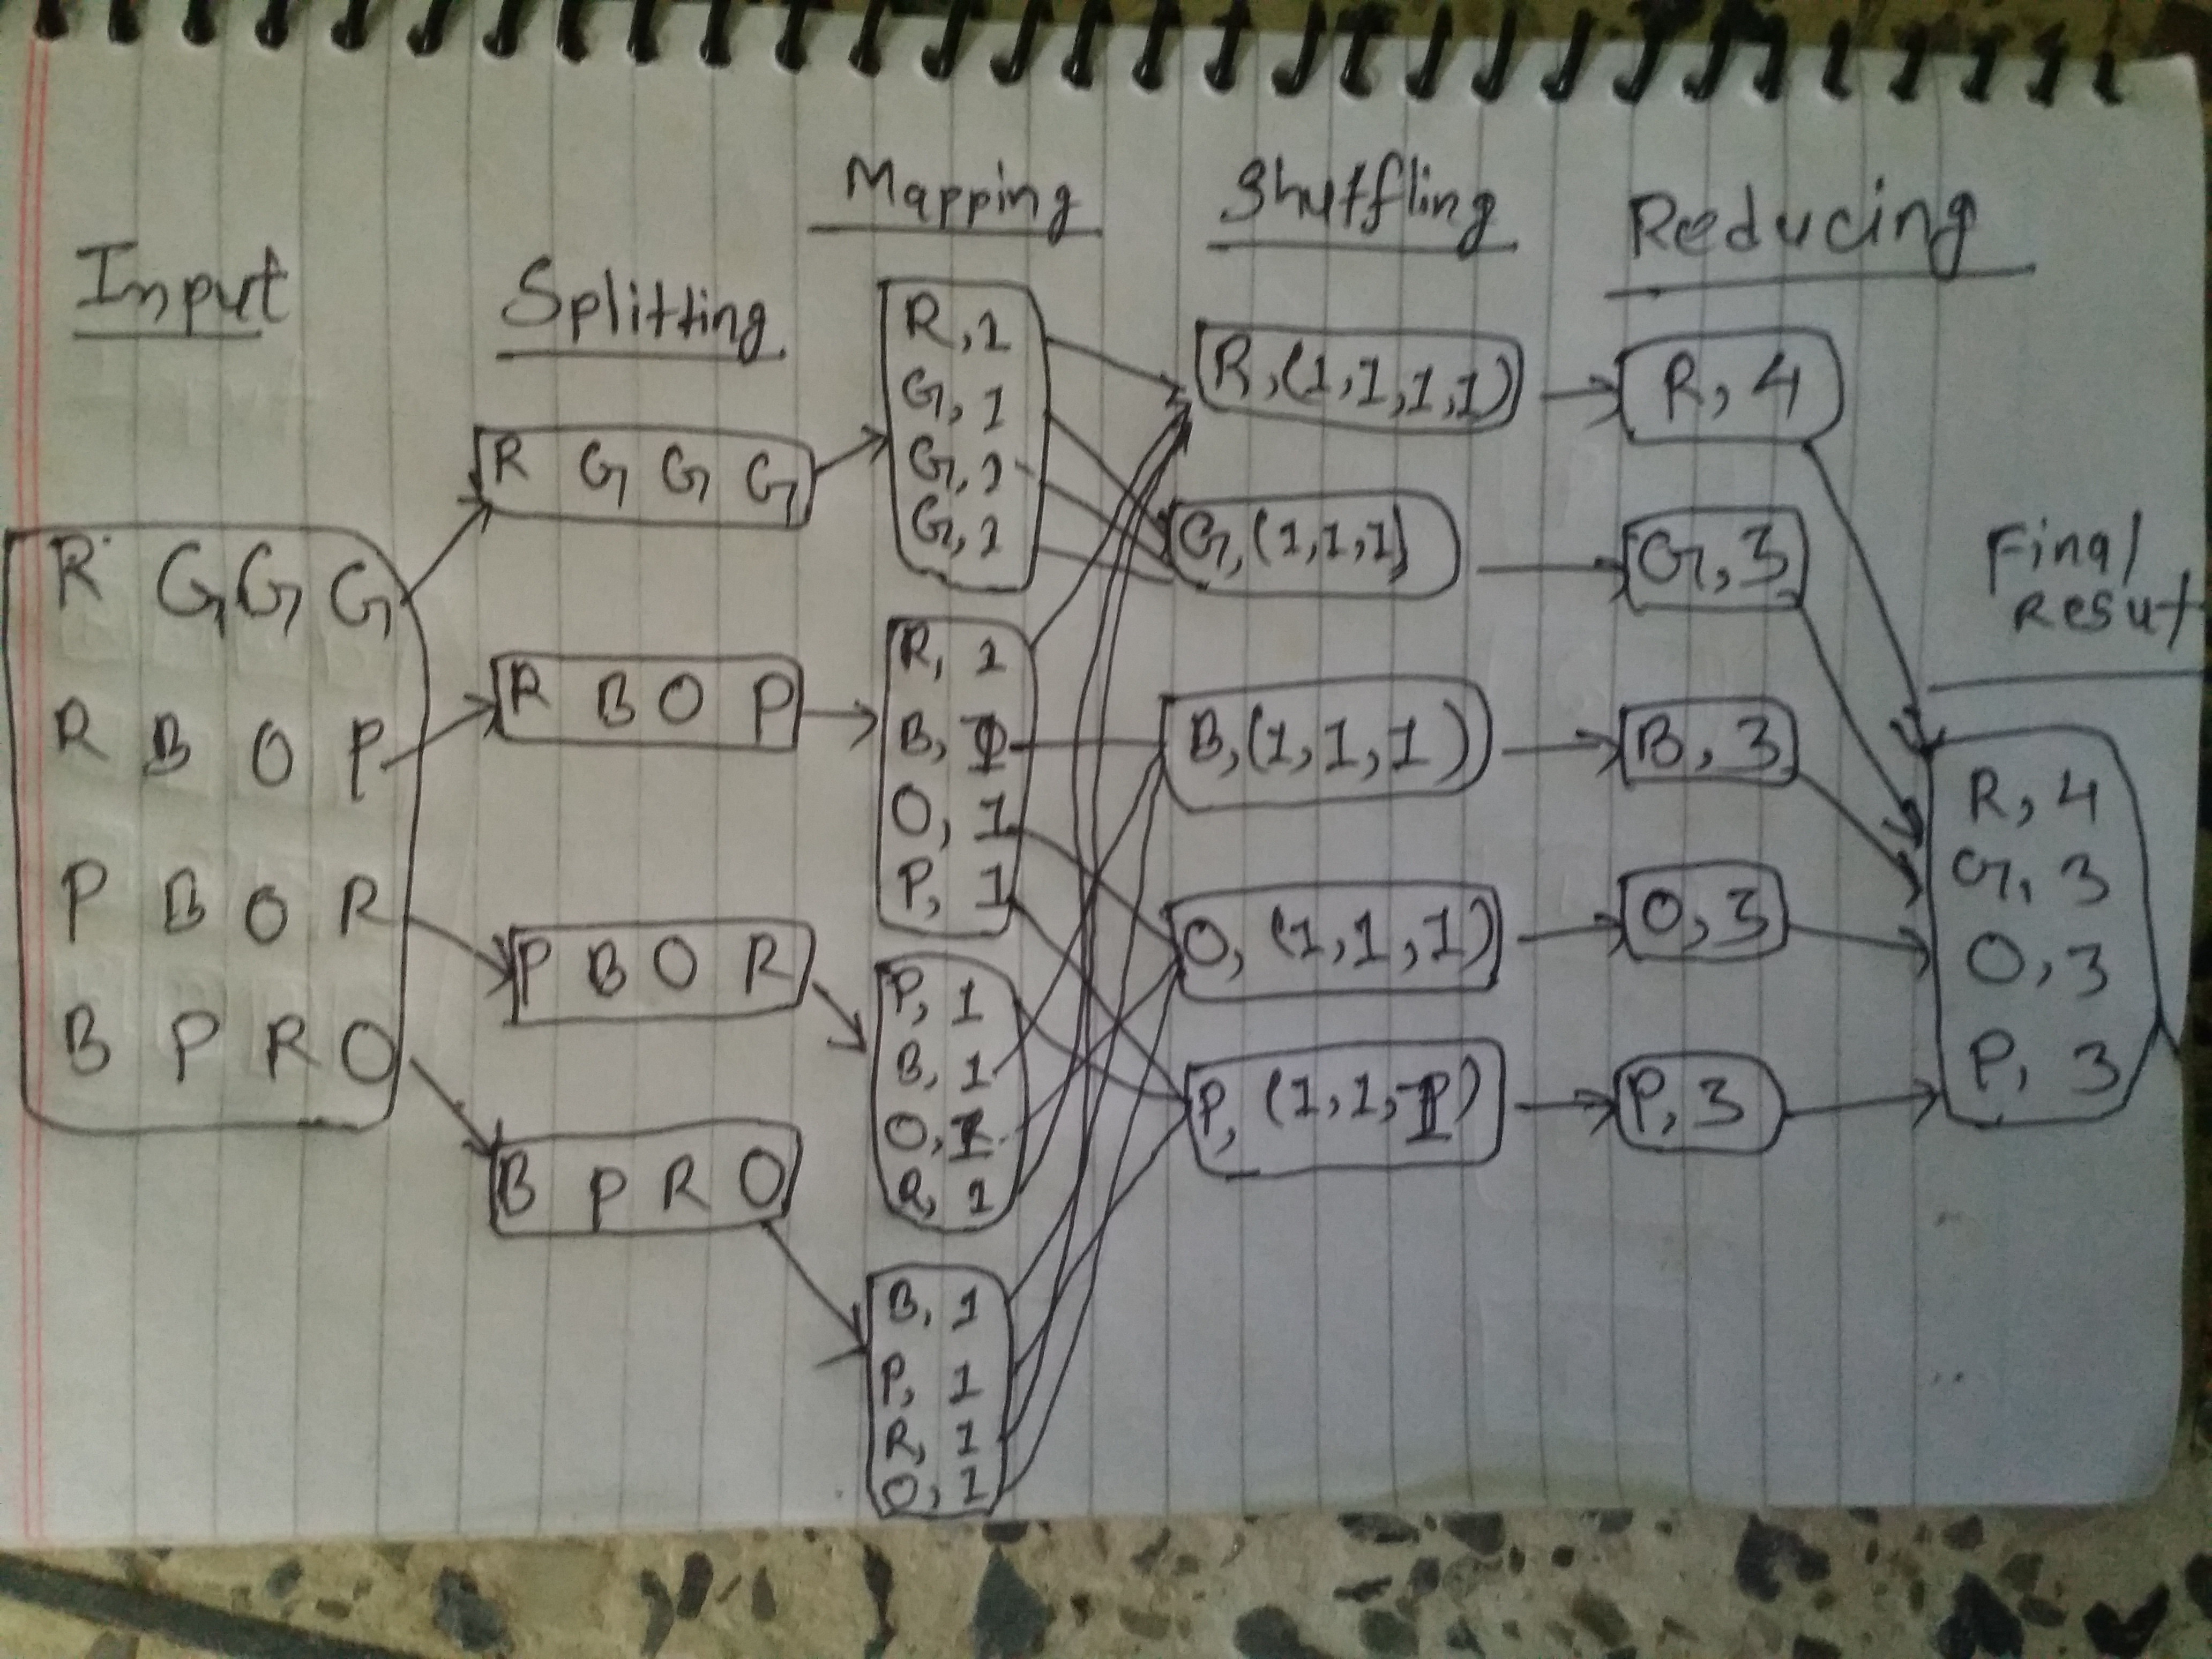 Input
R G G G
R B O P
P B O R
B P R O
Splitting
R G G G
R B O P
P B O R
B P R O
Mapping
R, 1
G, 1
G, 1
G, 1
R, 1
B, 1
O, 1
P, 1
P, 1
B, 1
O, 1
R, 1
B, 1
P, 1
R, 1
O, 1
Shuffling
R, (1, 1, 1, 1)
G, (1, 1, 1)
B, (1, 1, 1)
O, (1, 1, 1)
P, (1, 1, 1)
Reducing
R, 4
G, 3
B, 3
O, 3
P, 3
Final
Resut
R, 4
G, 3
O, 3
P, 3